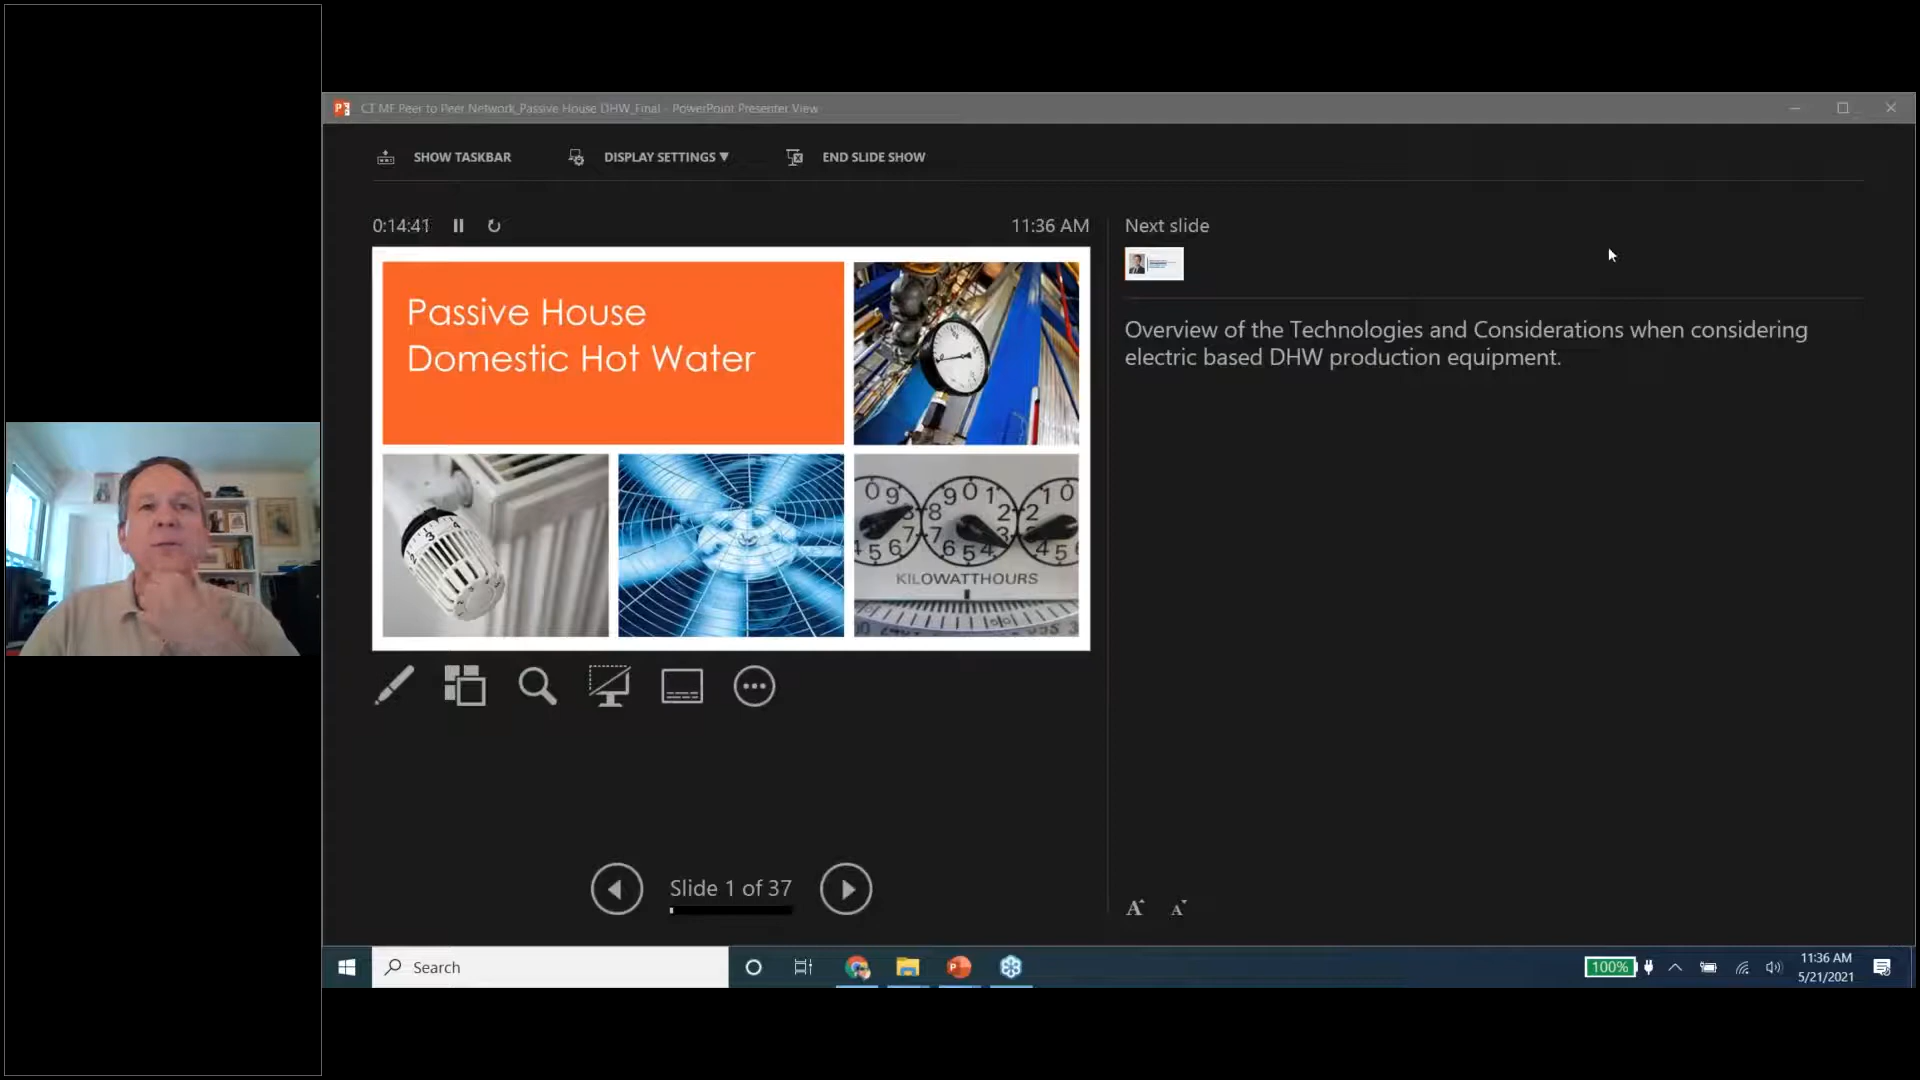 CT MF Peer to Peer Network_Passive House DHW_Final - PowerPoint Presenter View
SHOW TASKBAR
DISPLAY SETTINGS ▼
END SLIDE SHOW
0:14:41
11:36 AM
Next slide
Passive House
Domestic Hot Water
Overview of the Technologies and Considerations when considering
electric based DHW production equipment.
KILOWATTHOURS
Slide 1 of 37
Search
100%
11:36 AM
5/21/2021